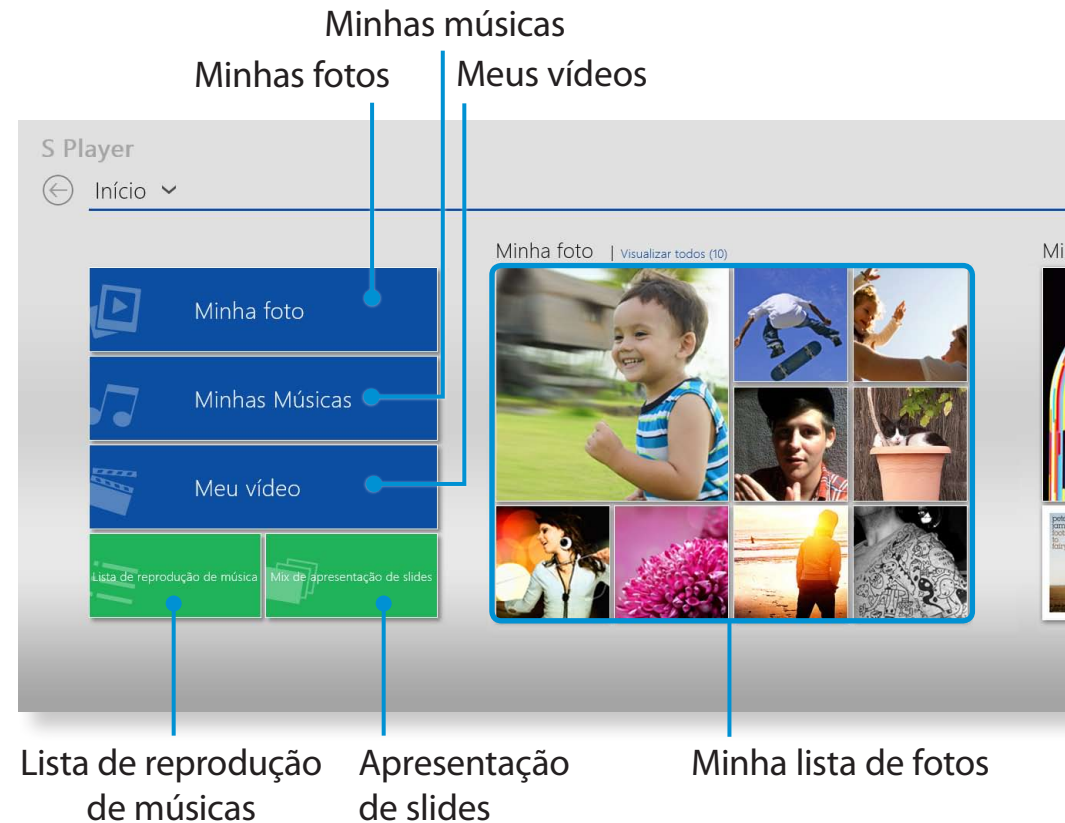 Minhas músicas
Minhas fotos
Meus vídeos
S Player
Início
Minha foto | Visualizar todos (10)
Mi
Minha foto
Minhas Músicas
Meu vídeo
Lista de reprodução de música
Mix de apresentação de slides
Lista de reprodução
de músicas
Apresentação
de slides
Minha lista de fotos